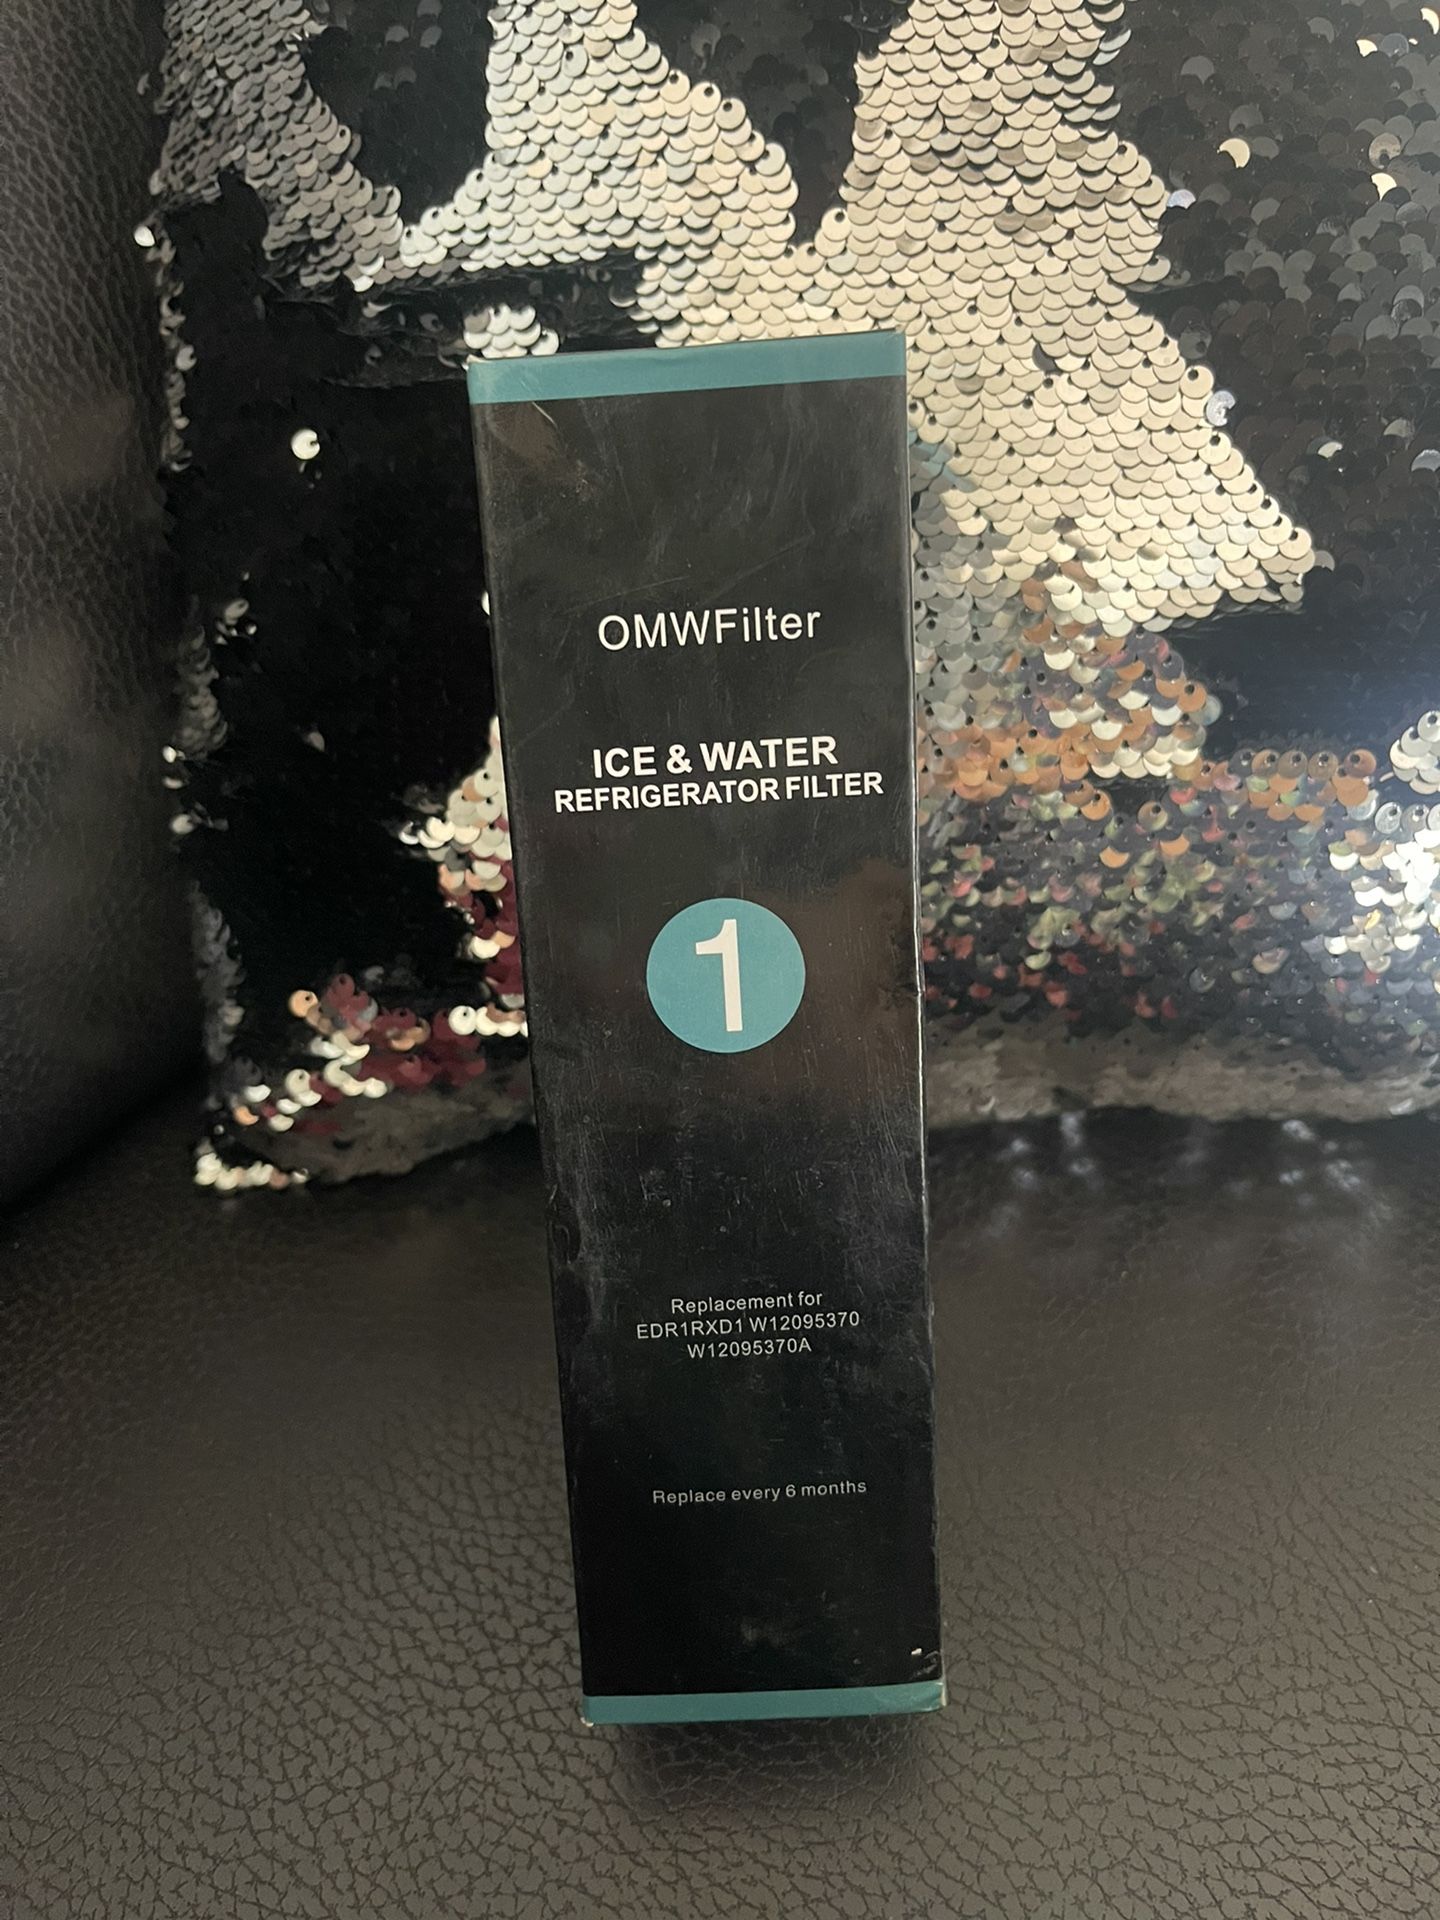 OMWFilter
ICE & WATER
REFRIGERATOR FILTER
1
Replacement for
EDR1RXD1 W12095370
W12095370A
Replace every 6 months